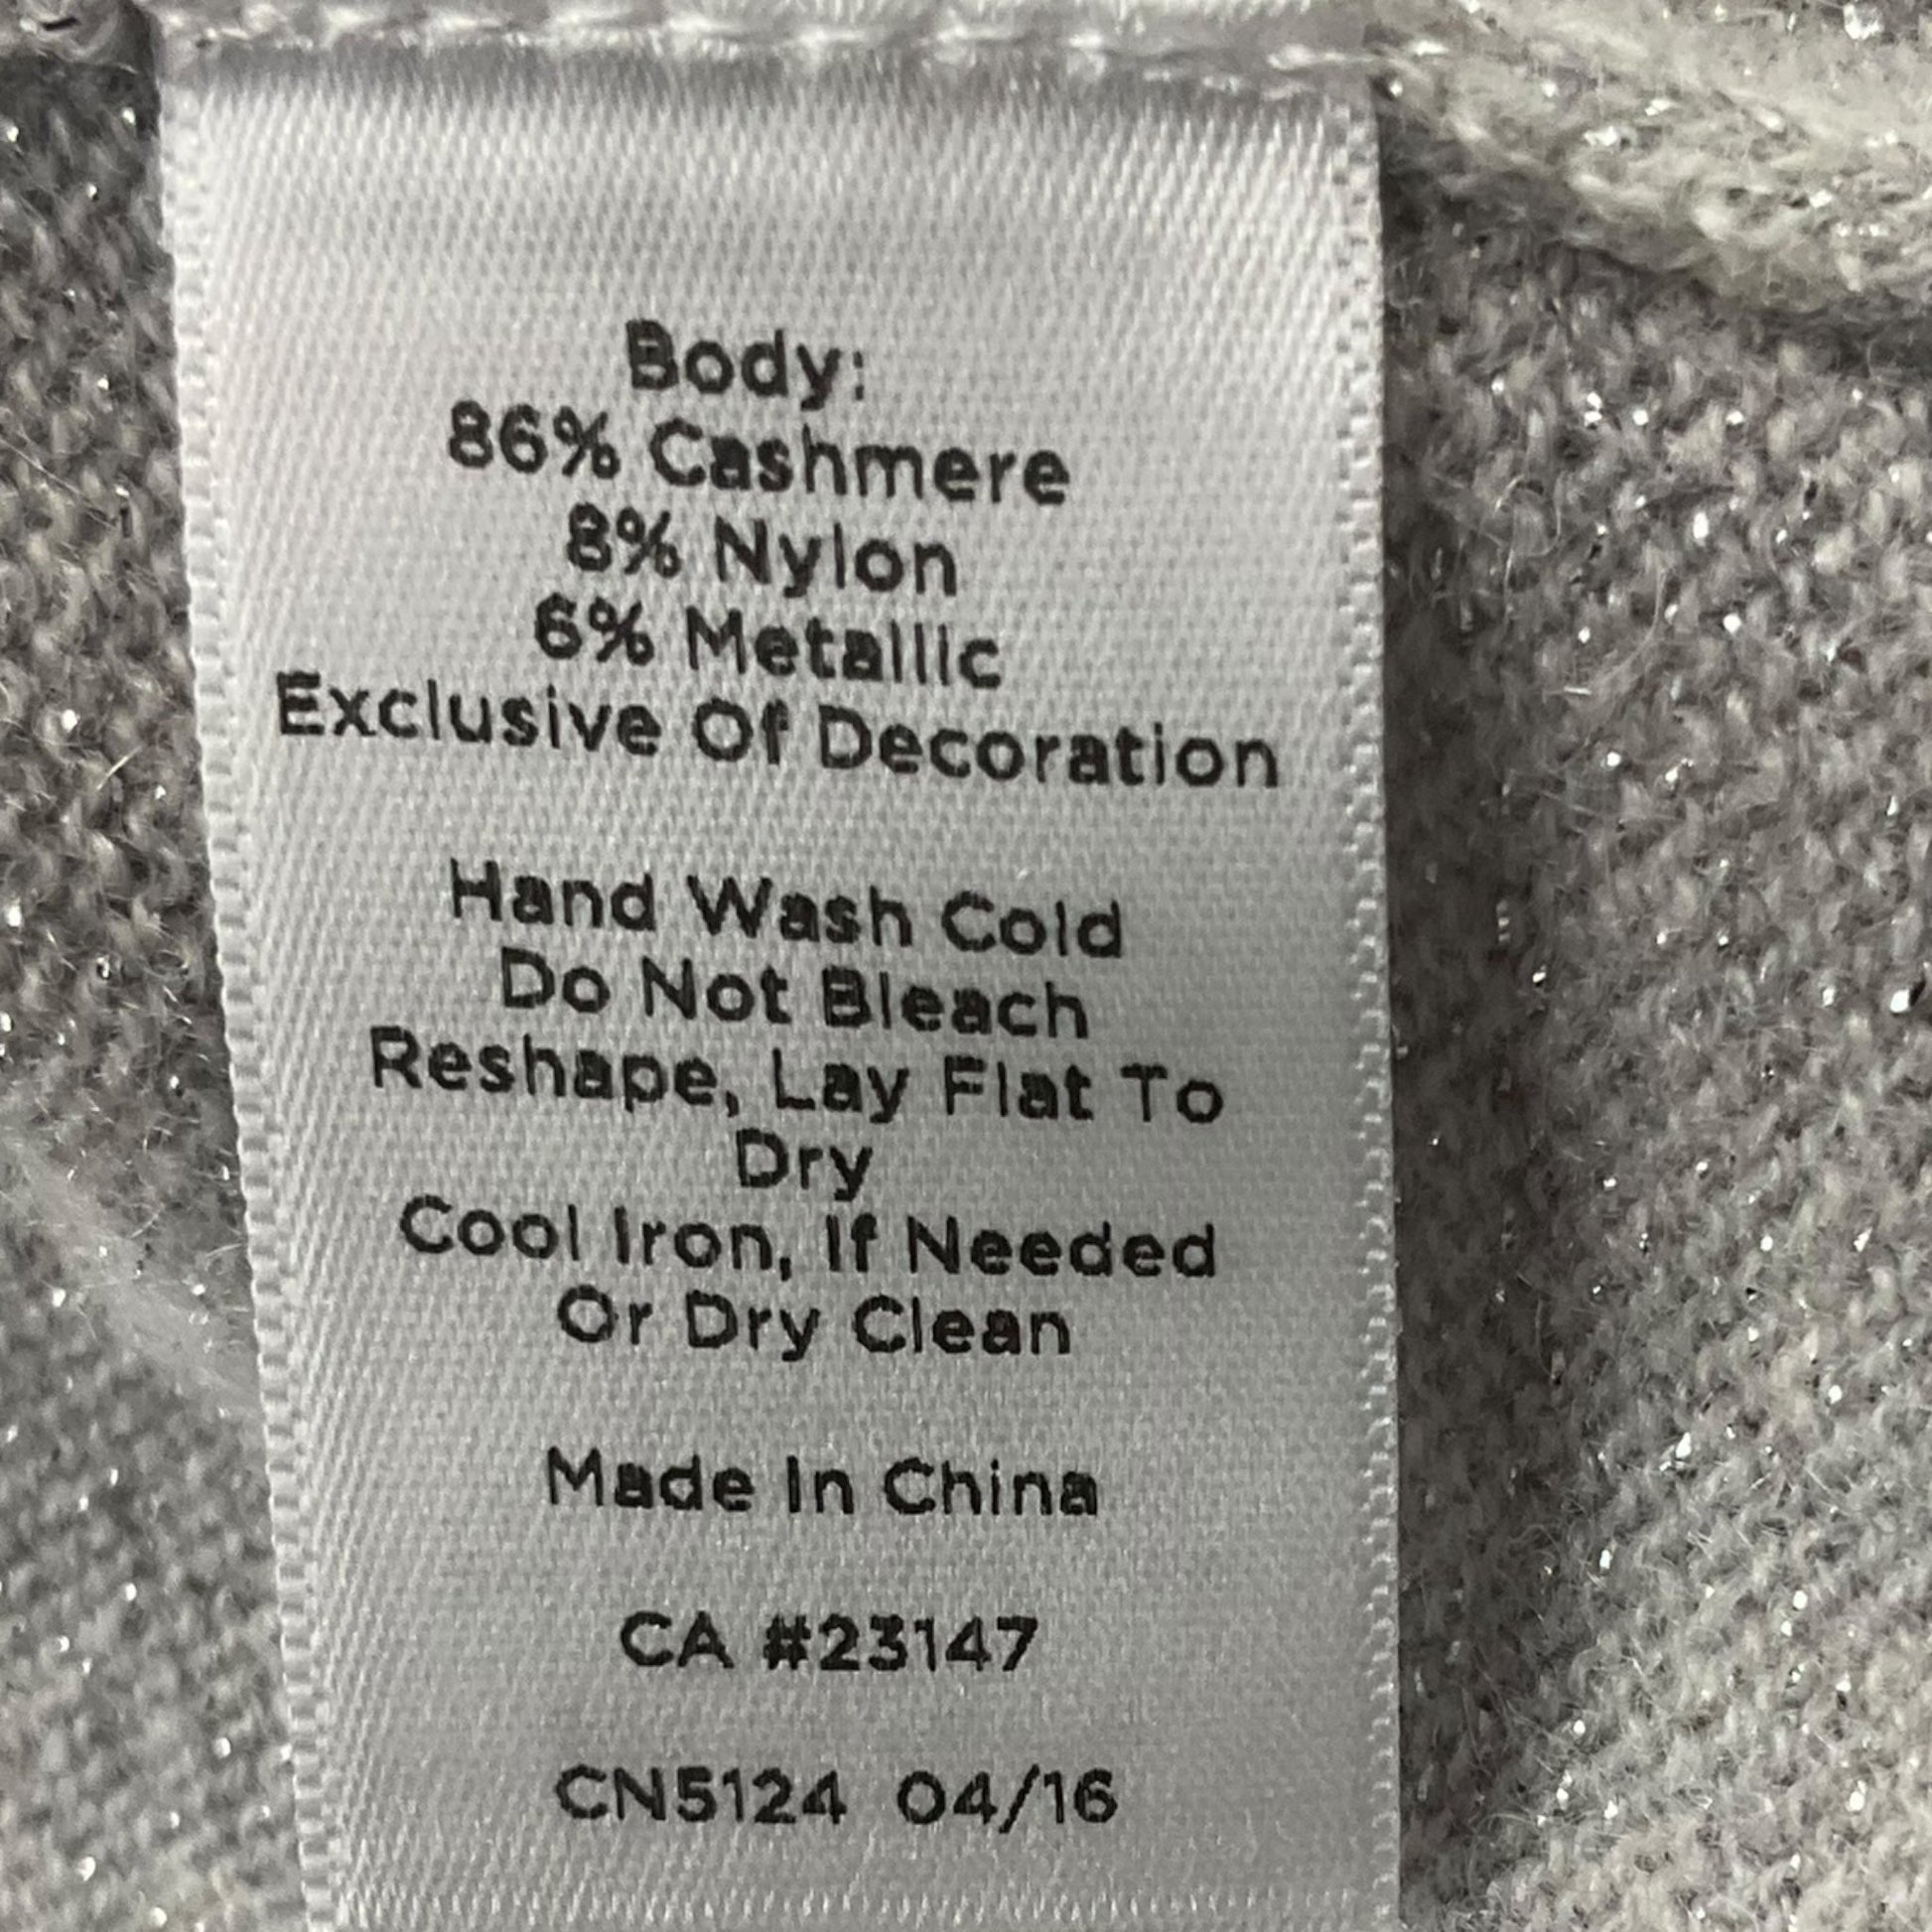 Body:
86% Cashmere
8% Nylon
6% Metallic
Exclusive Of Decoration
Hand Wash Cold
Do Not Bleach
Reshape, Lay Flat To
Dry
Cool Iron, If Needed
Or Dry Clean
Made In China
CA #23147
CN5124 04/16